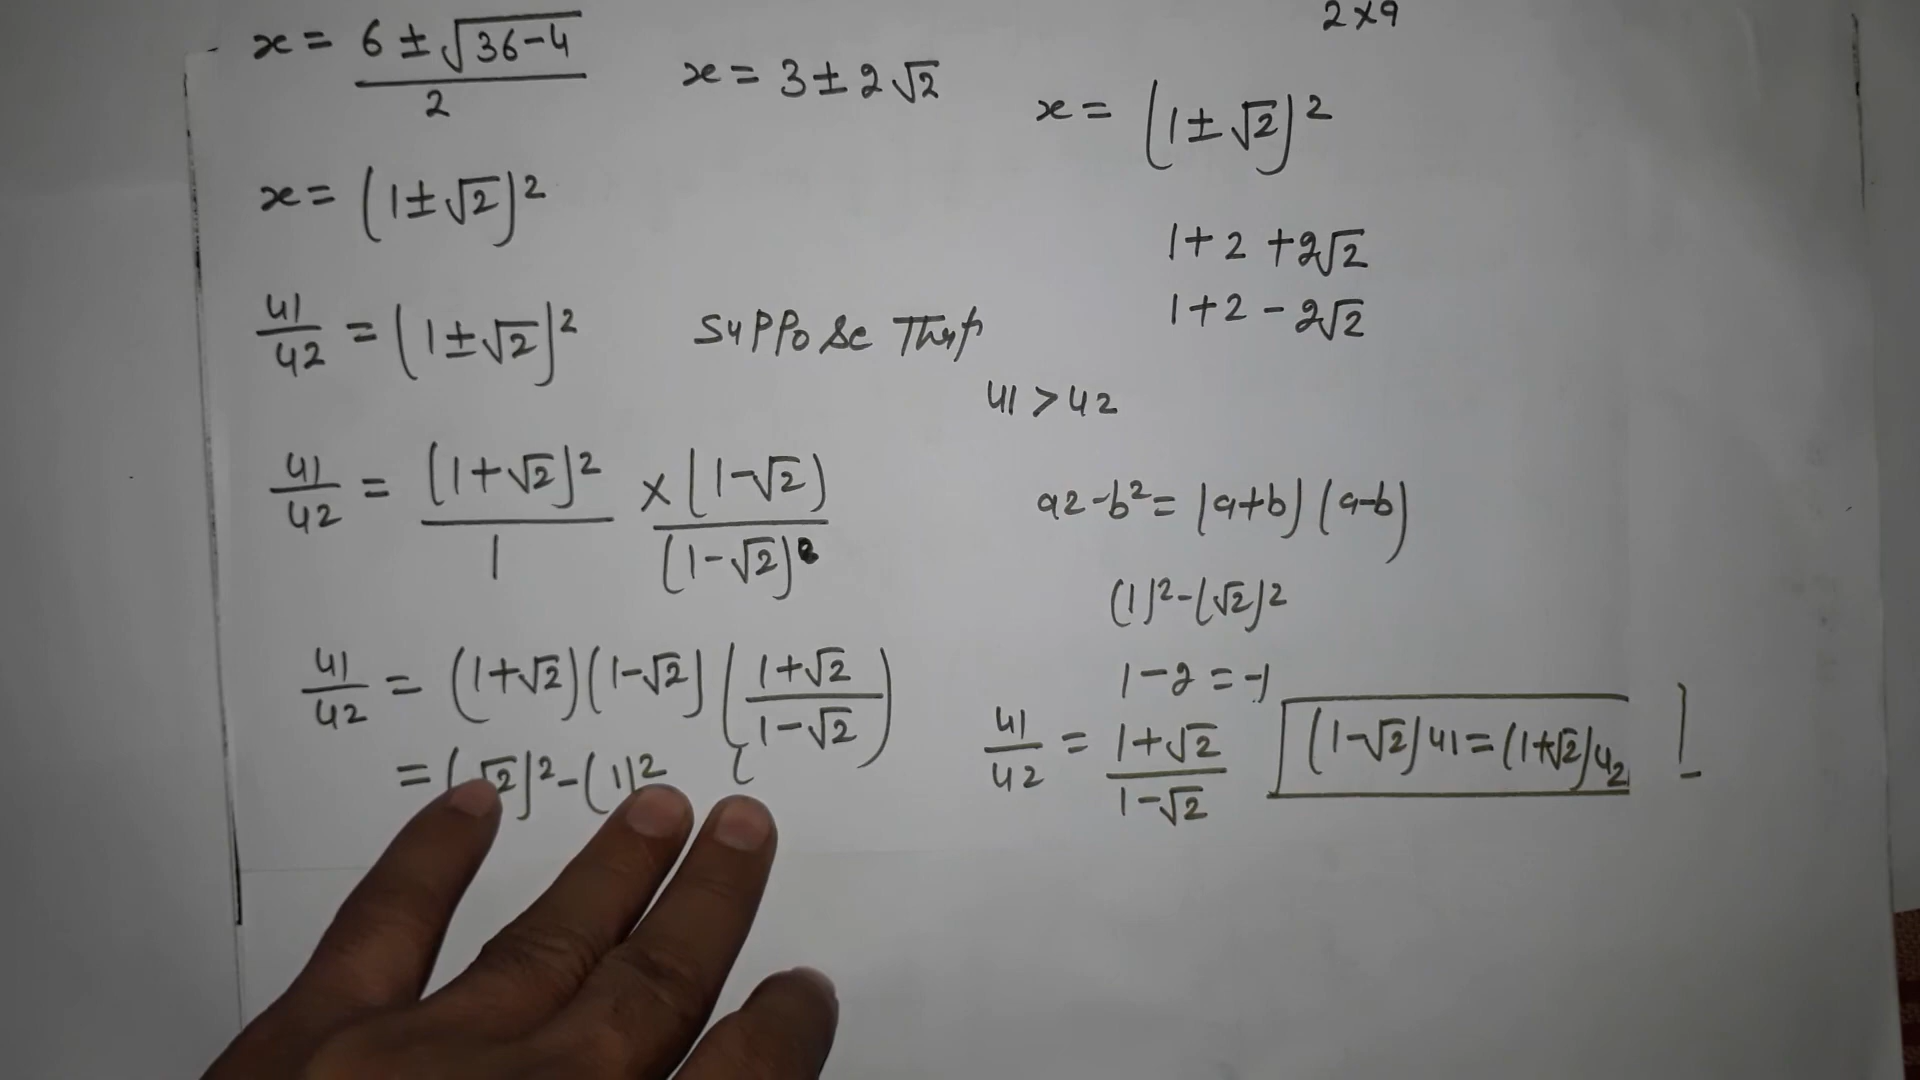 x = (6 ± √(36-4))/2
x = 3 ± 2√2
2×9
x = (1 ± √2)²
x = (1 ± √2)²
1+2 +2√2
1+2 - 2√2
u1/u2 = (1 ± √2)²
suppose that
u1 > u2
u1/u2 = (1+√2)²/1 × (1-√2)/(1-√2)
a2-b² = (a+b)(a-b)
(1)²-(√2)²
1-2 = -1
u1/u2 = (1+√2)(1-√2)((1+√2)/(1-√2))
= (√2)²-(1)²
u1/u2 = (1+√2)/(1-√2)
(1-√2)u1 = (1+√2)u2